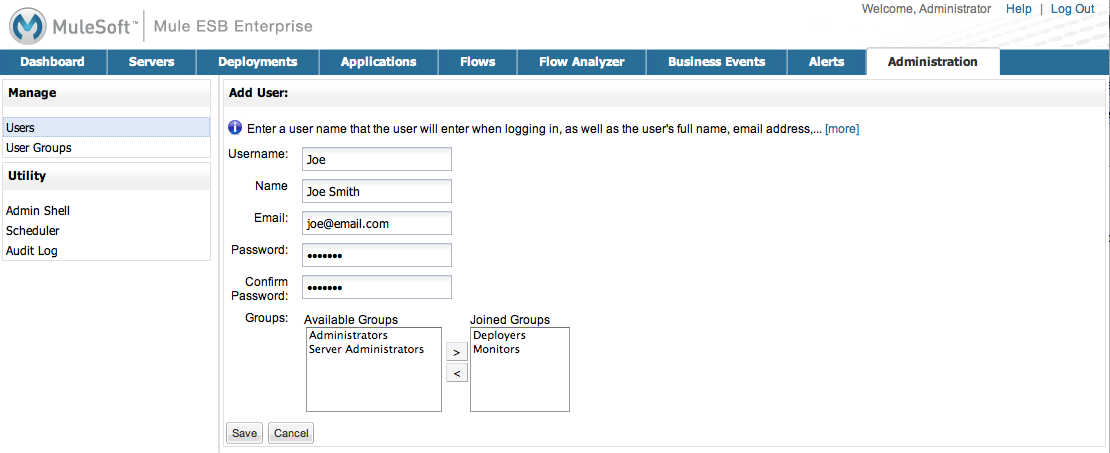 Welcome, Administrator Help | Log Out
MuleSoft™ Mule ESB Enterprise
Dashboard Servers Deployments Applications Flows Flow Analyzer Business Events Alerts Administration
Manage
Users
User Groups
Utility
Admin Shell
Scheduler
Audit Log
Add User:
Enter a user name that the user will enter when logging in, as well as the user's full name, email address,... [more]
Username: Joe
Name Joe Smith
Email: joe@email.com
Password: •••••••
Confirm
Password: •••••••
Groups: Available Groups Joined Groups
Administrators Deployers
Server Administrators Monitors
>
<
Save Cancel